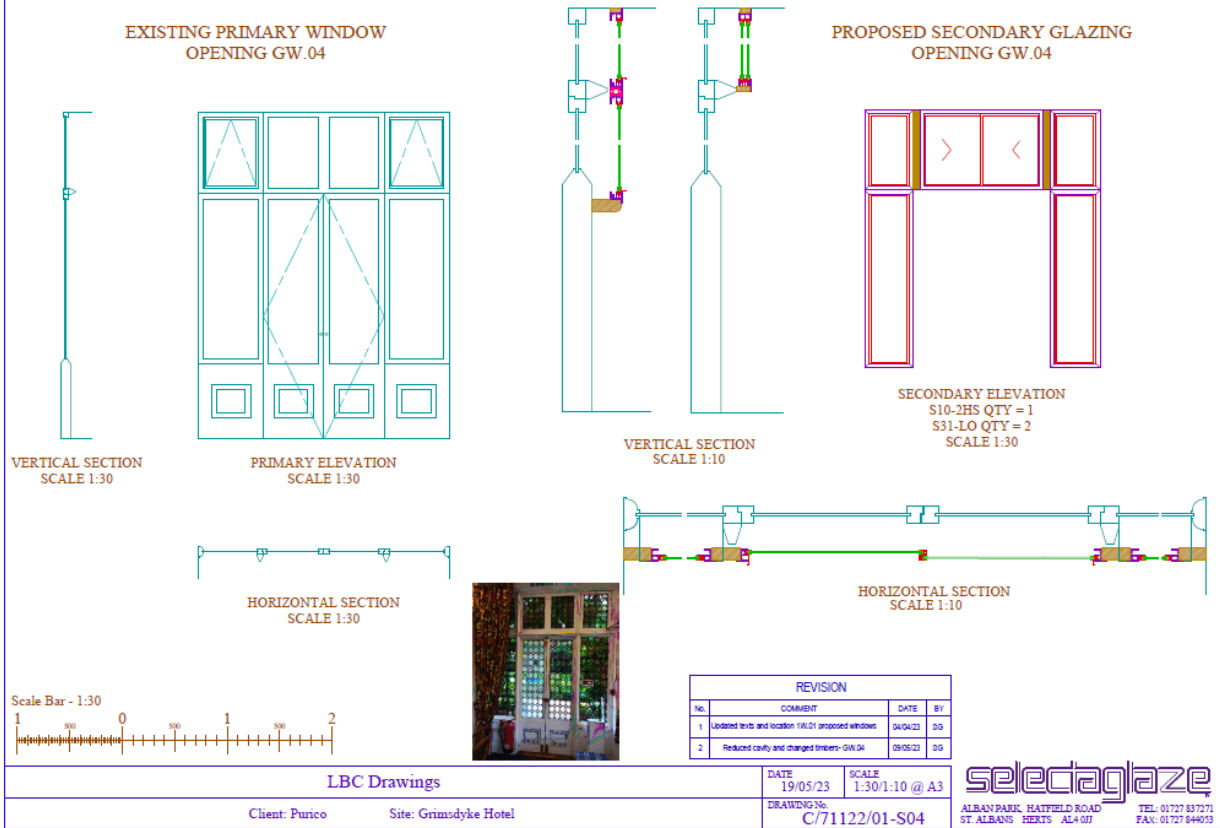 EXISTING PRIMARY WINDOW
OPENING GW.04
PROPOSED SECONDARY GLAZING
OPENING GW.04
VERTICAL SECTION
SCALE 1:30
PRIMARY ELEVATION
SCALE 1:30
VERTICAL SECTION
SCALE 1:10
SECONDARY ELEVATION
S10-2HS QTY = 1
S31-LO QTY = 2
SCALE 1:30
HORIZONTAL SECTION
SCALE 1:30
HORIZONTAL SECTION
SCALE 1:10
Scale Bar - 1:30
1 500 0 500 1 500 2
REVISION
No. COMMENT DATE BY
1 Updated texts and location 1W.01 proposed windows 04/04/23 DG
2 Reduced cavity and changed timbers- GW.04 09/05/23 DG
LBC Drawings
Client: Purico Site: Grimsdyke Hotel
DATE
19/05/23
SCALE
1:30/1:10 @ A3
DRAWING No.
C/71122/01-S04
selectaglaze
ALBAN PARK, HATFIELD ROAD TEL: 01727 837271
ST. ALBANS HERTS AL4 0JJ FAX: 01727 844053